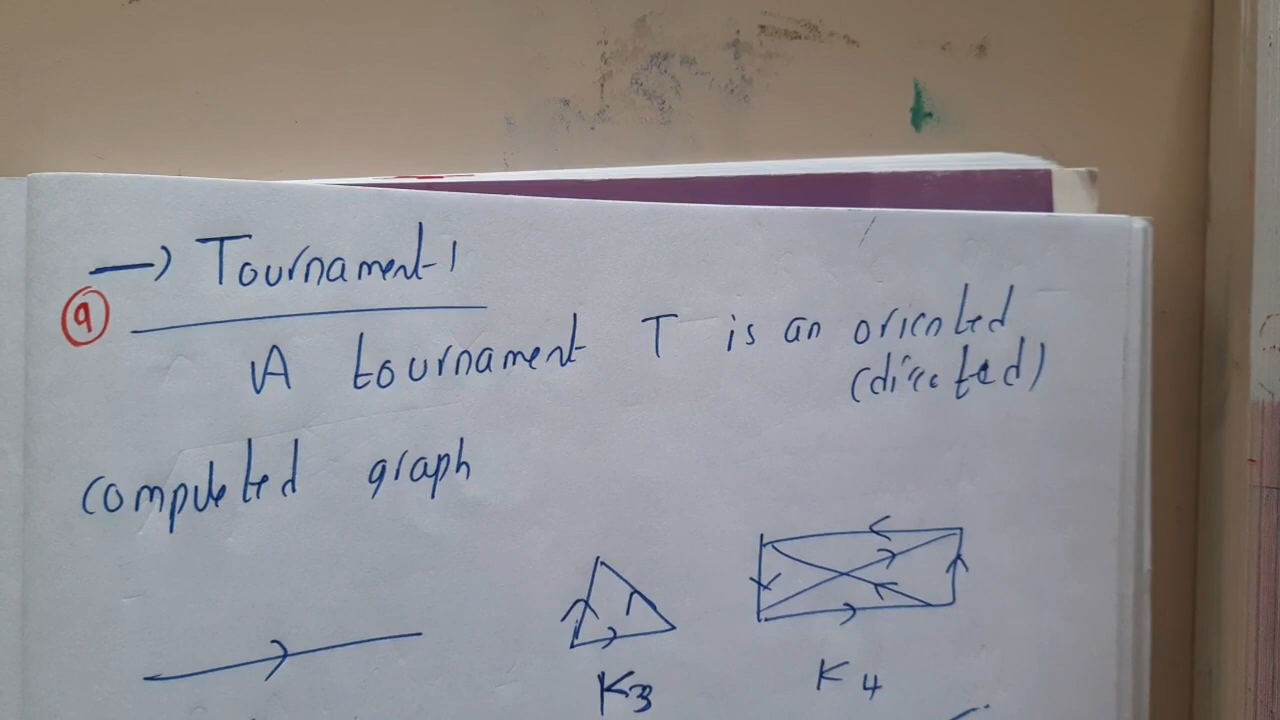 → Tournament
9
A tournament T is an oriented
(directed)
completed graph
K3
K4